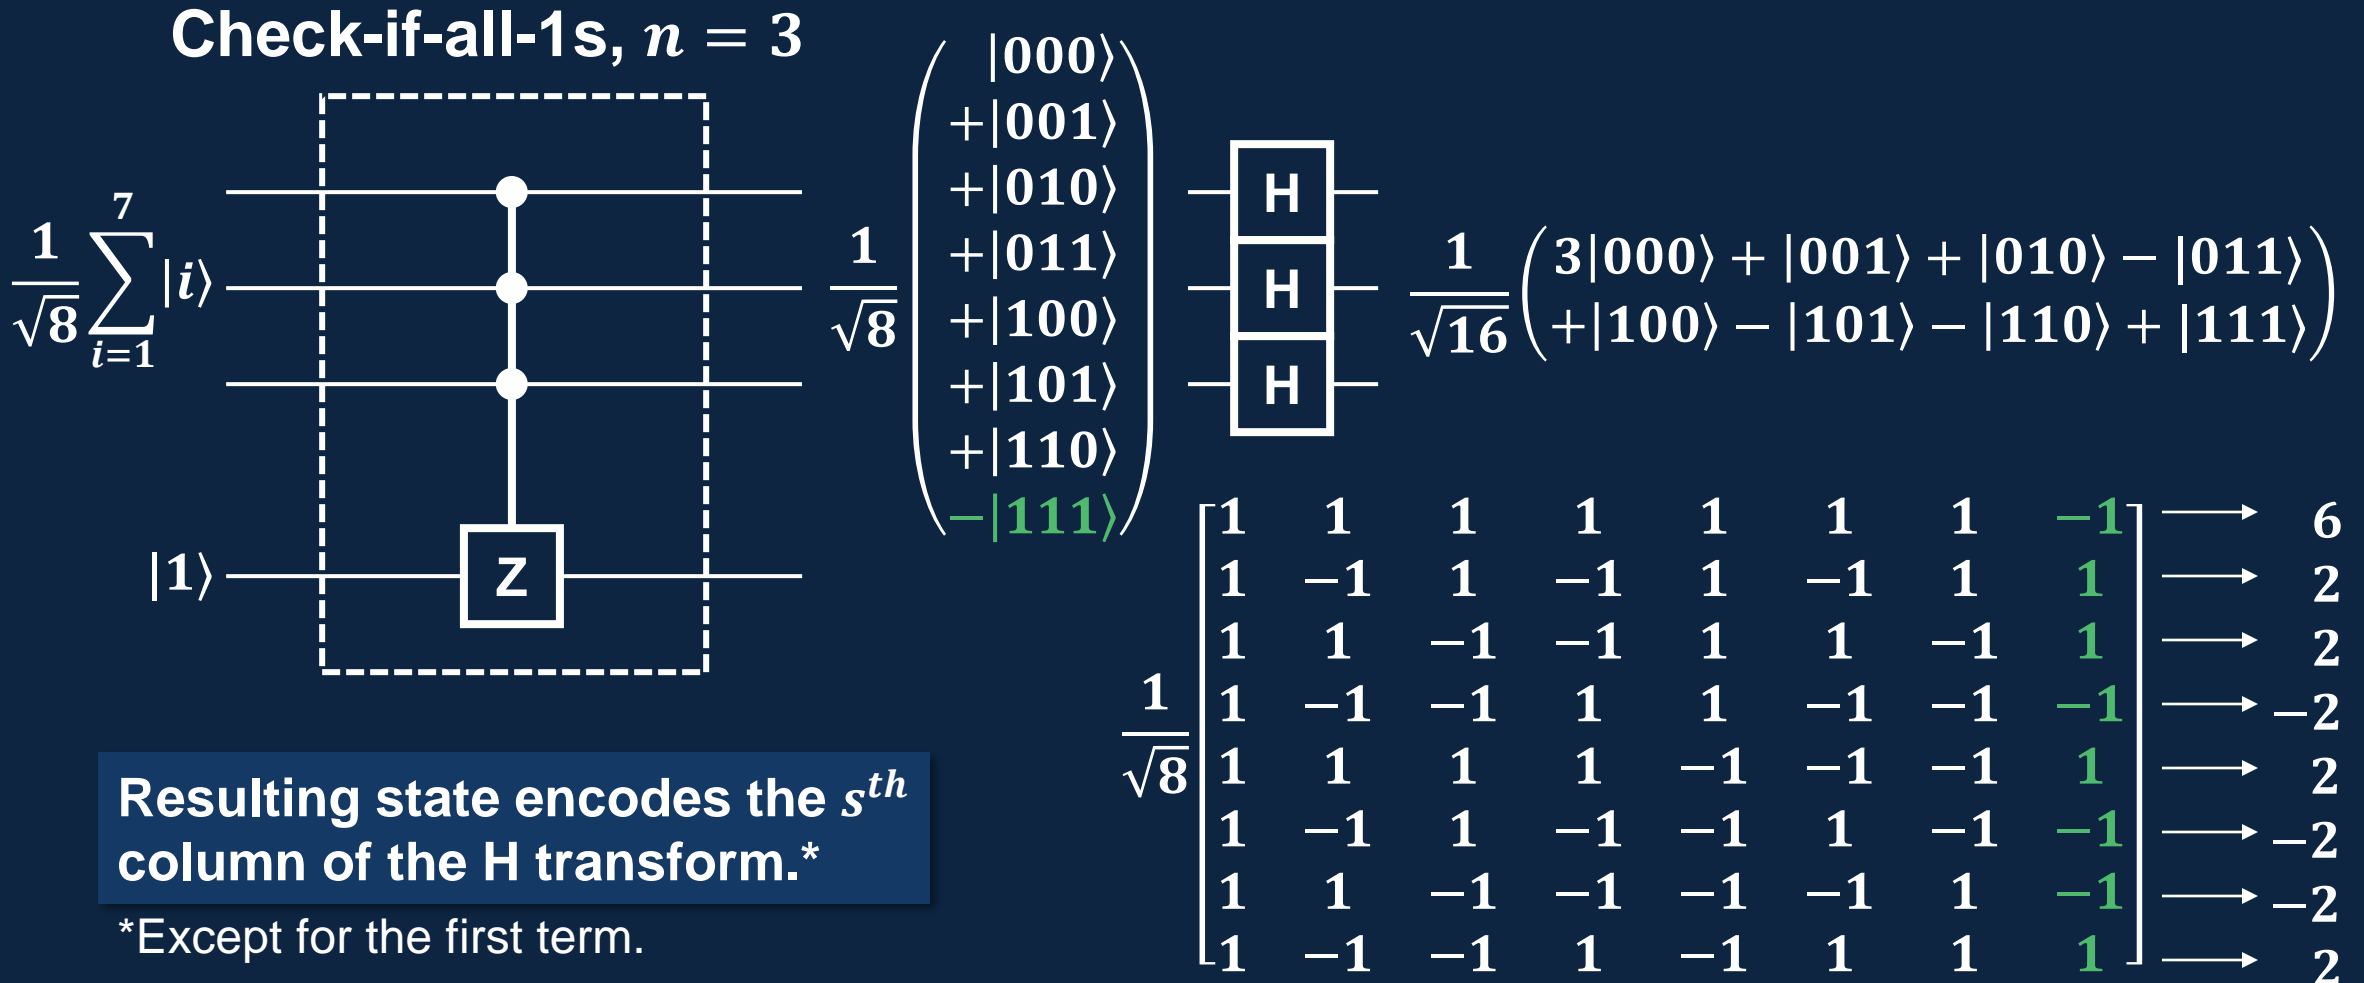 Check-if-all-1s, n = 3
1/√8 ∑_{i=1}^{7} |i⟩
|1⟩
Z
1/√8
|000⟩
+|001⟩
+|010⟩
+|011⟩
+|100⟩
+|101⟩
+|110⟩
−|111⟩
H
H
H
1/√16
3|000⟩ + |001⟩ + |010⟩ − |011⟩
+|100⟩ − |101⟩ − |110⟩ + |111⟩
1/√8
1 1 1 1 1 1 1 −1 → 6
1 −1 1 −1 1 −1 1 1 → 2
1 1 −1 −1 1 1 −1 1 → 2
1 −1 −1 1 1 −1 −1 −1 → −2
1 1 1 1 −1 −1 −1 1 → 2
1 −1 1 −1 −1 1 −1 −1 → −2
1 1 −1 −1 −1 −1 1 −1 → −2
1 −1 −1 1 −1 1 1 1 → 2
Resulting state encodes the s^{th}
column of the H transform.*
*Except for the first term.